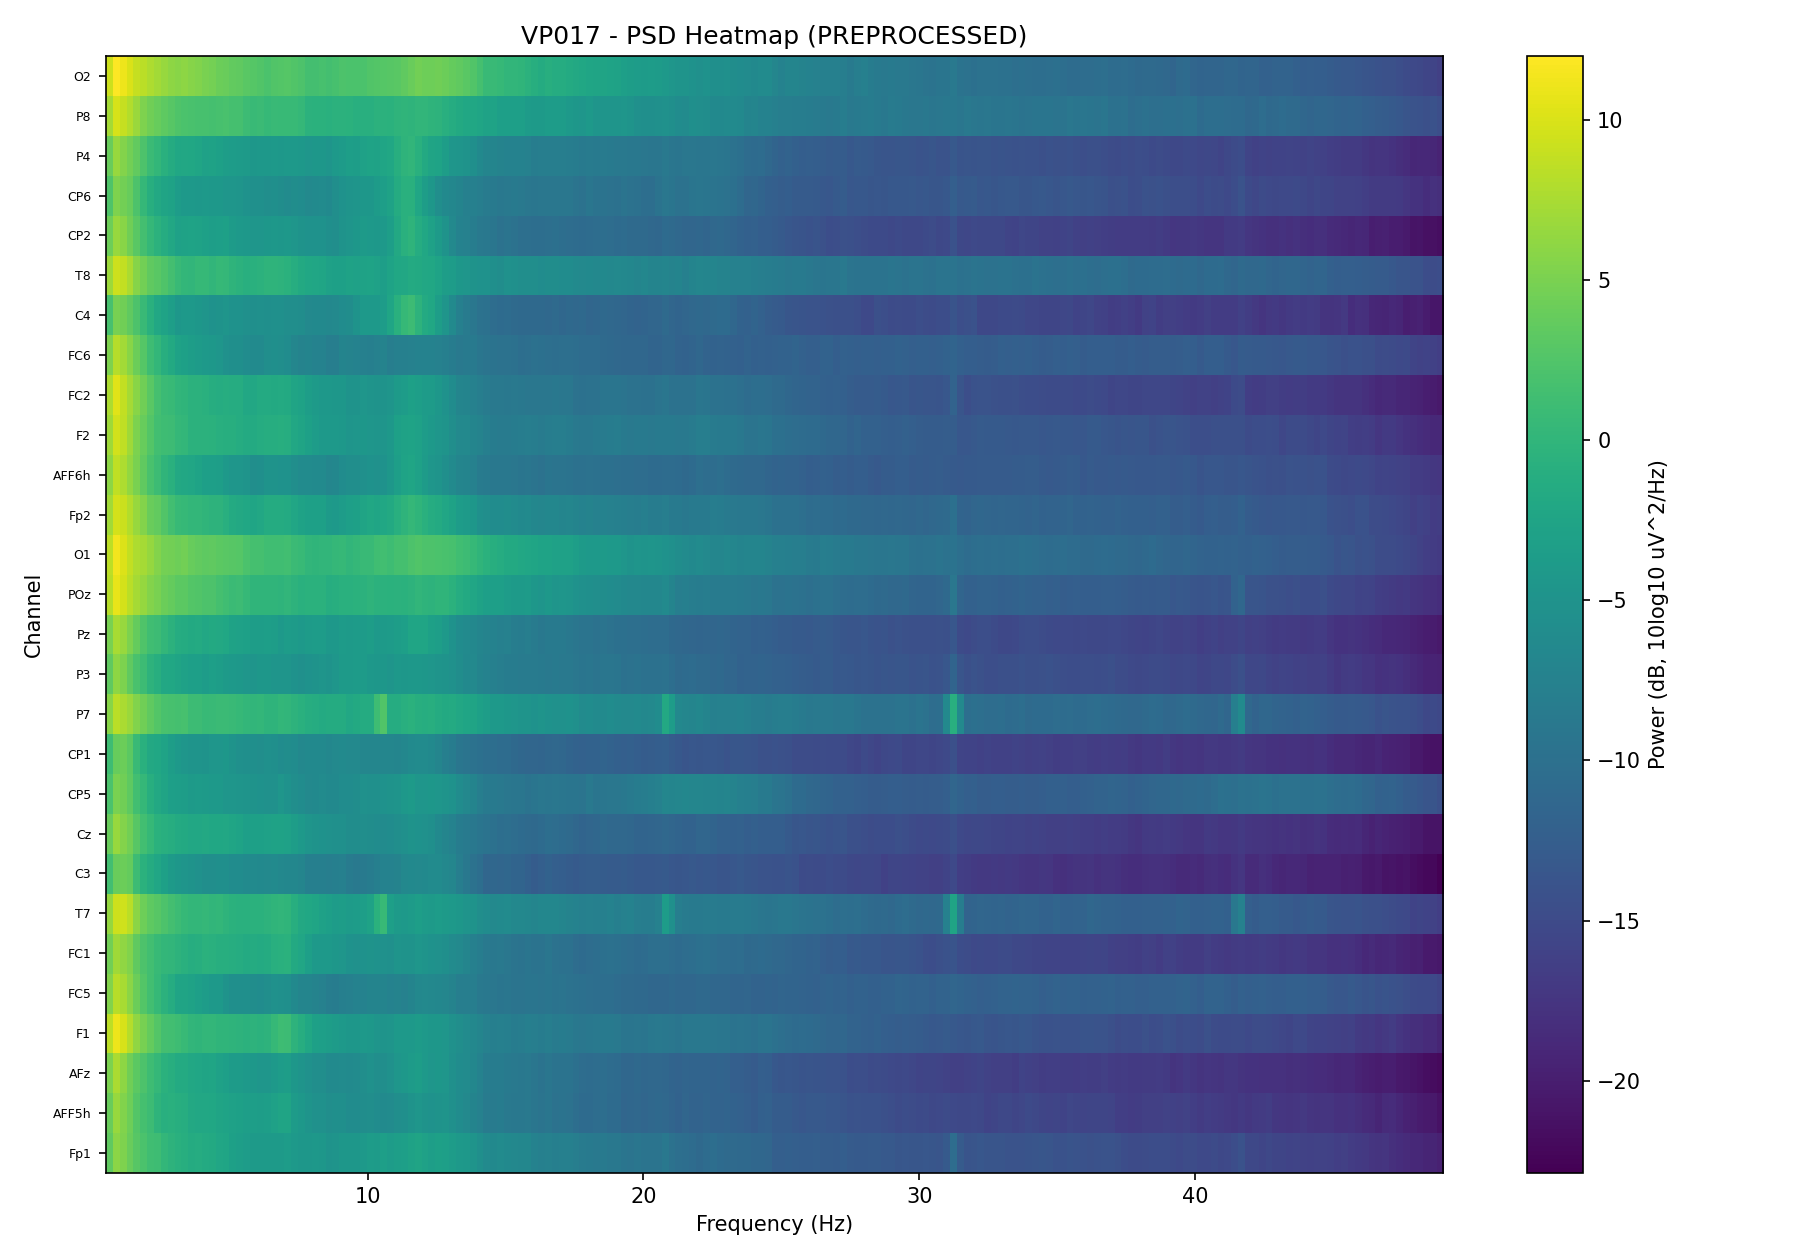 VP017 - PSD Heatmap (PREPROCESSED)
O2
P8
P4
CP6
CP2
T8
C4
FC6
FC2
F2
AFF6h
Fp2
O1
POz
Pz
P3
P7
CP1
CP5
Cz
C3
T7
FC1
FC5
F1
AFz
AFF5h
Fp1
Channel
10 20 30 40
Frequency (Hz)
10
5
0
−5
−10
−15
−20
Power (dB, 10log10 uV^2/Hz)